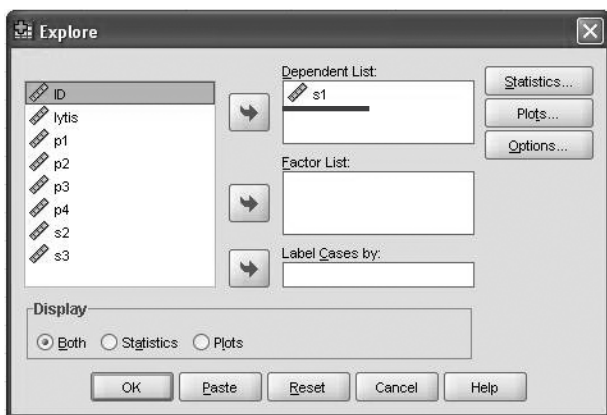 Explore
ID
lytis
p1
p2
p3
p4
s2
s3
Dependent List:
s1
Factor List:
Label Cases by:
Statistics...
Plots...
Options...
Display
Both Statistics Plots
OK Paste Reset Cancel Help